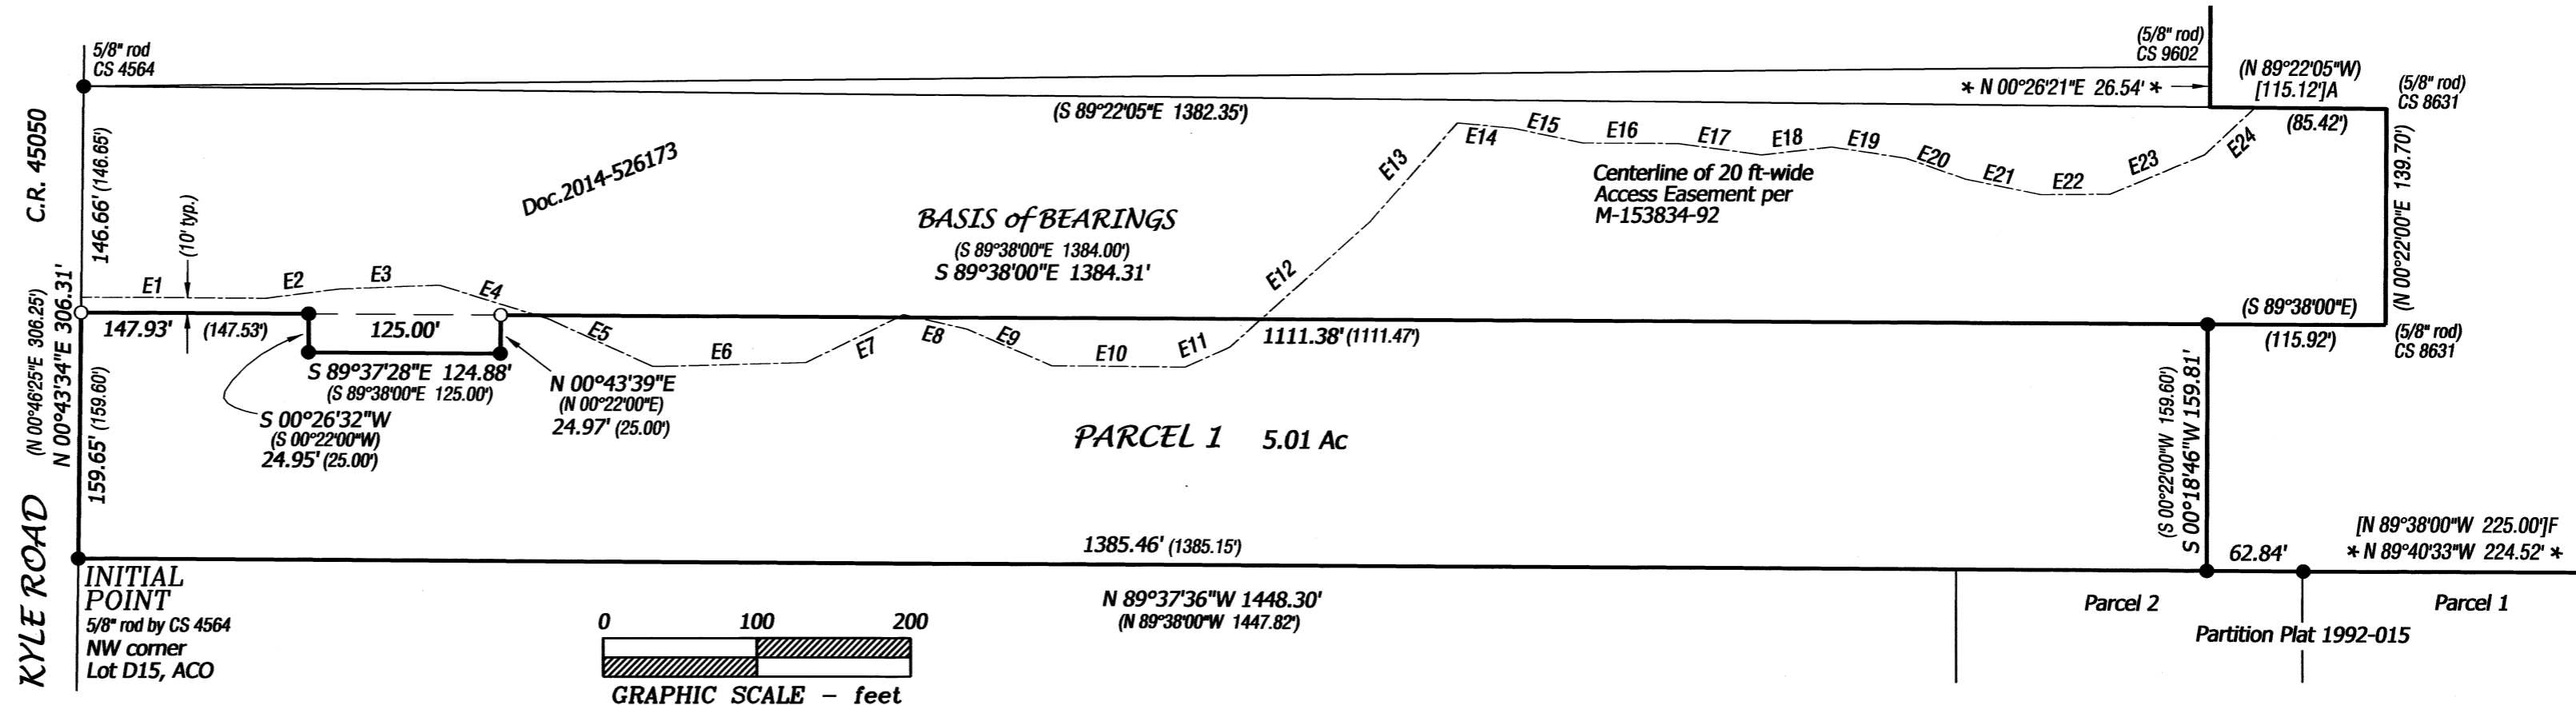 5/8" rod
CS 4564
(5/8" rod)
CS 9602
(N 89°22'05"W)
[115.12']A
(5/8" rod)
CS 8631
* N 00°26'21"E 26.54' *
(S 89°22'05"E 1382.35')
(85.42')
C.R. 45050
KYLE ROAD
146.66' (146.65')
(N 00°46'25"E 306.25')
N 00°43'34"E 306.31'
159.65' (159.60')
(10' typ.)
Doc.2014-526173
BASIS of BEARINGS
(S 89°38'00"E 1384.00')
S 89°38'00"E 1384.31'
Centerline of 20 ft-wide
Access Easement per
M-153834-92
E1
E2
E3
E4
E5
E6
E7
E8
E9
E10
E11
E12
E13
E14
E15
E16
E17
E18
E19
E20
E21
E22
E23
E24
(N 00°22'00"E 139.70')
147.93' (147.53')
125.00'
1111.38' (1111.47')
(S 89°38'00"E)
(115.92')
(5/8" rod)
CS 8631
S 89°37'28"E 124.88'
(S 89°38'00"E 125.00')
S 00°26'32"W
(S 00°22'00"W)
24.95' (25.00')
N 00°43'39"E
(N 00°22'00"E)
24.97' (25.00')
PARCEL 1 5.01 Ac
(S 00°22'00"W 159.60')
S 00°18'46"W 159.81'
1385.46' (1385.15')
62.84'
[N 89°38'00"W 225.00']F
* N 89°40'33"W 224.52' *
INITIAL
POINT
5/8" rod by CS 4564
NW corner
Lot D15, ACO
N 89°37'36"W 1448.30'
(N 89°38'00"W 1447.82')
0 100 200
GRAPHIC SCALE – feet
Parcel 2
Parcel 1
Partition Plat 1992-015